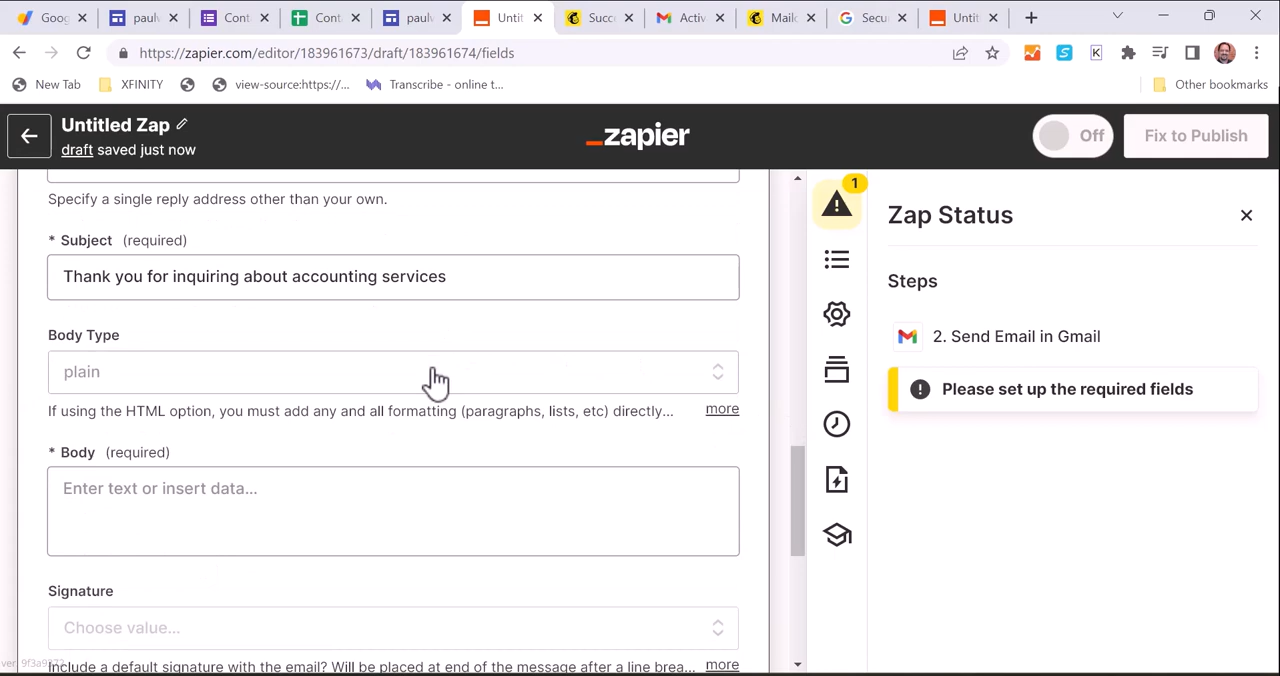 Goog
paulv
Cont
Cont
paulv
Untit
Succ
Activ
Mailc
Secu
Untit
https://zapier.com/editor/183961673/draft/183961674/fields
New Tab
XFINITY
view-source:https://...
Transcribe - online t...
Other bookmarks
Untitled Zap
draft saved just now
_zapier
Off
Fix to Publish
Specify a single reply address other than your own.
* Subject (required)
Thank you for inquiring about accounting services
Body Type
plain
If using the HTML option, you must add any and all formatting (paragraphs, lists, etc) directly... more
* Body (required)
Enter text or insert data...
Signature
Choose value...
Include a default signature with the email? Will be placed at end of the message after a line brea... more
1
Zap Status
Steps
2. Send Email in Gmail
Please set up the required fields